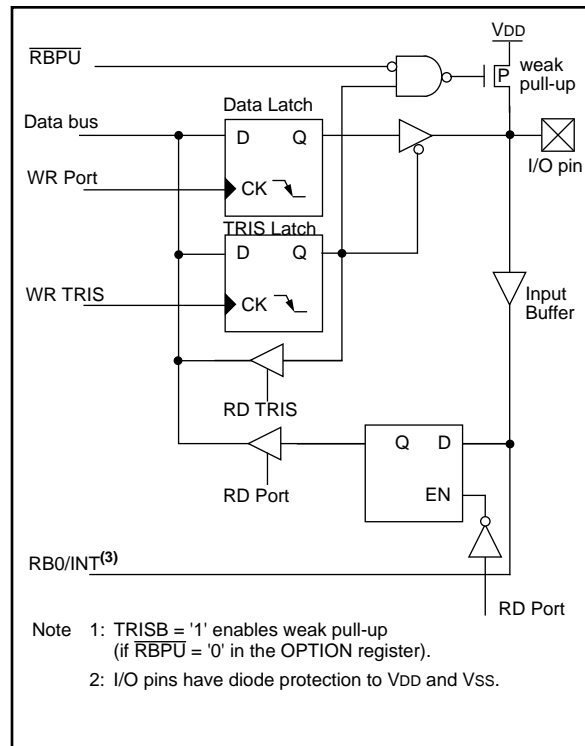 VDD
RBPU
P
weak
pull-up
Data Latch
Data bus
D Q
I/O pin
WR Port
CK
TRIS Latch
D Q
WR TRIS
CK
Input
Buffer
RD TRIS
Q D
RD Port
EN
RB0/INT(3)
RD Port
Note 1: TRISB = '1' enables weak pull-up
(if RBPU = '0' in the OPTION register).
2: I/O pins have diode protection to VDD and VSS.